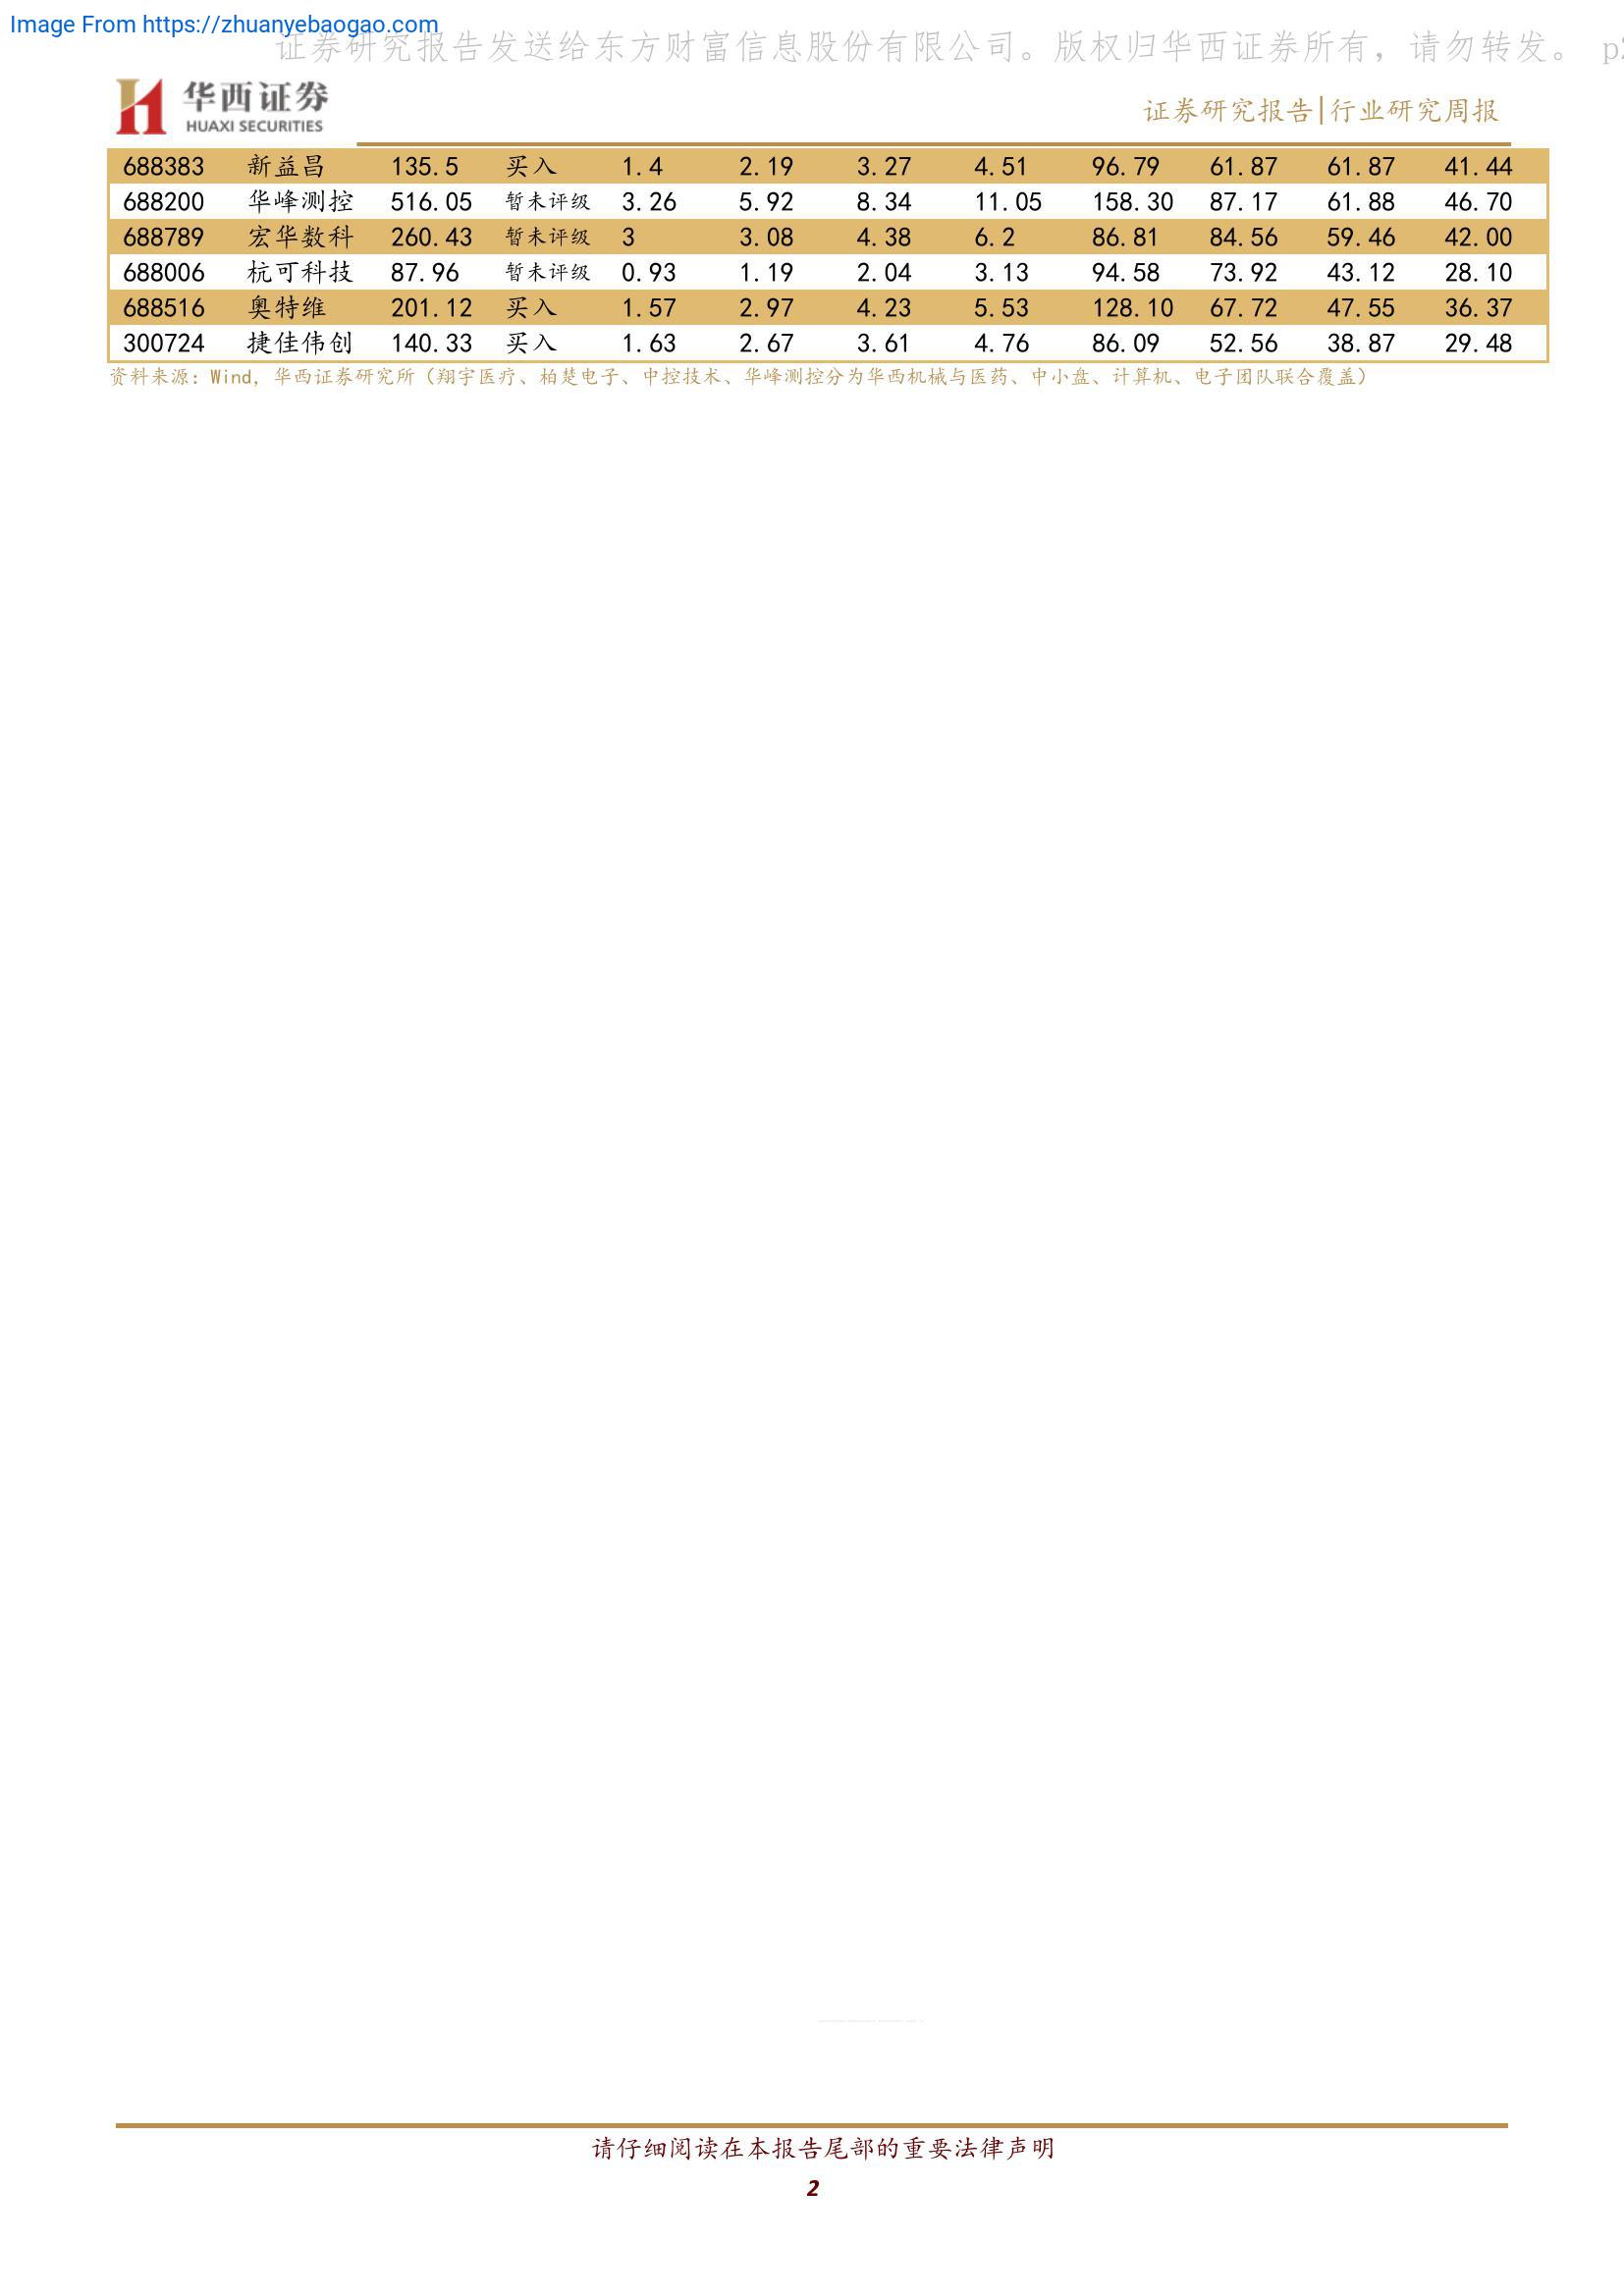 Image From https://zhuanyebaogao.com
证券研究报告发送给东方财富信息股份有限公司。版权归华西证券所有，请勿转发。 p2
华西证券
HUAXI SECURITIES
证券研究报告|行业研究周报
688383 新益昌 135.5 买入 1.4 2.19 3.27 4.51 96.79 61.87 61.87 41.44
688200 华峰测控 516.05 暂未评级 3.26 5.92 8.34 11.05 158.30 87.17 61.88 46.70
688789 宏华数科 260.43 暂未评级 3 3.08 4.38 6.2 86.81 84.56 59.46 42.00
688006 杭可科技 87.96 暂未评级 0.93 1.19 2.04 3.13 94.58 73.92 43.12 28.10
688516 奥特维 201.12 买入 1.57 2.97 4.23 5.53 128.10 67.72 47.55 36.37
300724 捷佳伟创 140.33 买入 1.63 2.67 3.61 4.76 86.09 52.56 38.87 29.48
资料来源：Wind，华西证券研究所（翔宇医疗、柏楚电子、中控技术、华峰测控分为华西机械与医药、中小盘、计算机、电子团队联合覆盖）
请仔细阅读在本报告尾部的重要法律声明
2